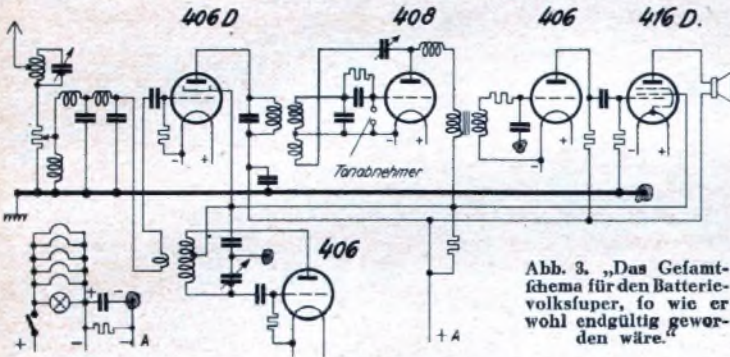 406 D
408
406
416 D.
-
+
-
+
-
+
-
+
Tonabnehmer
406
+
-
- A
+ -
- +
+ A
Abb. 3. „Das Gesamt-
schema für den Batterie-
volkssuper, so wie er
wohl endgültig gewor-
den wäre.“